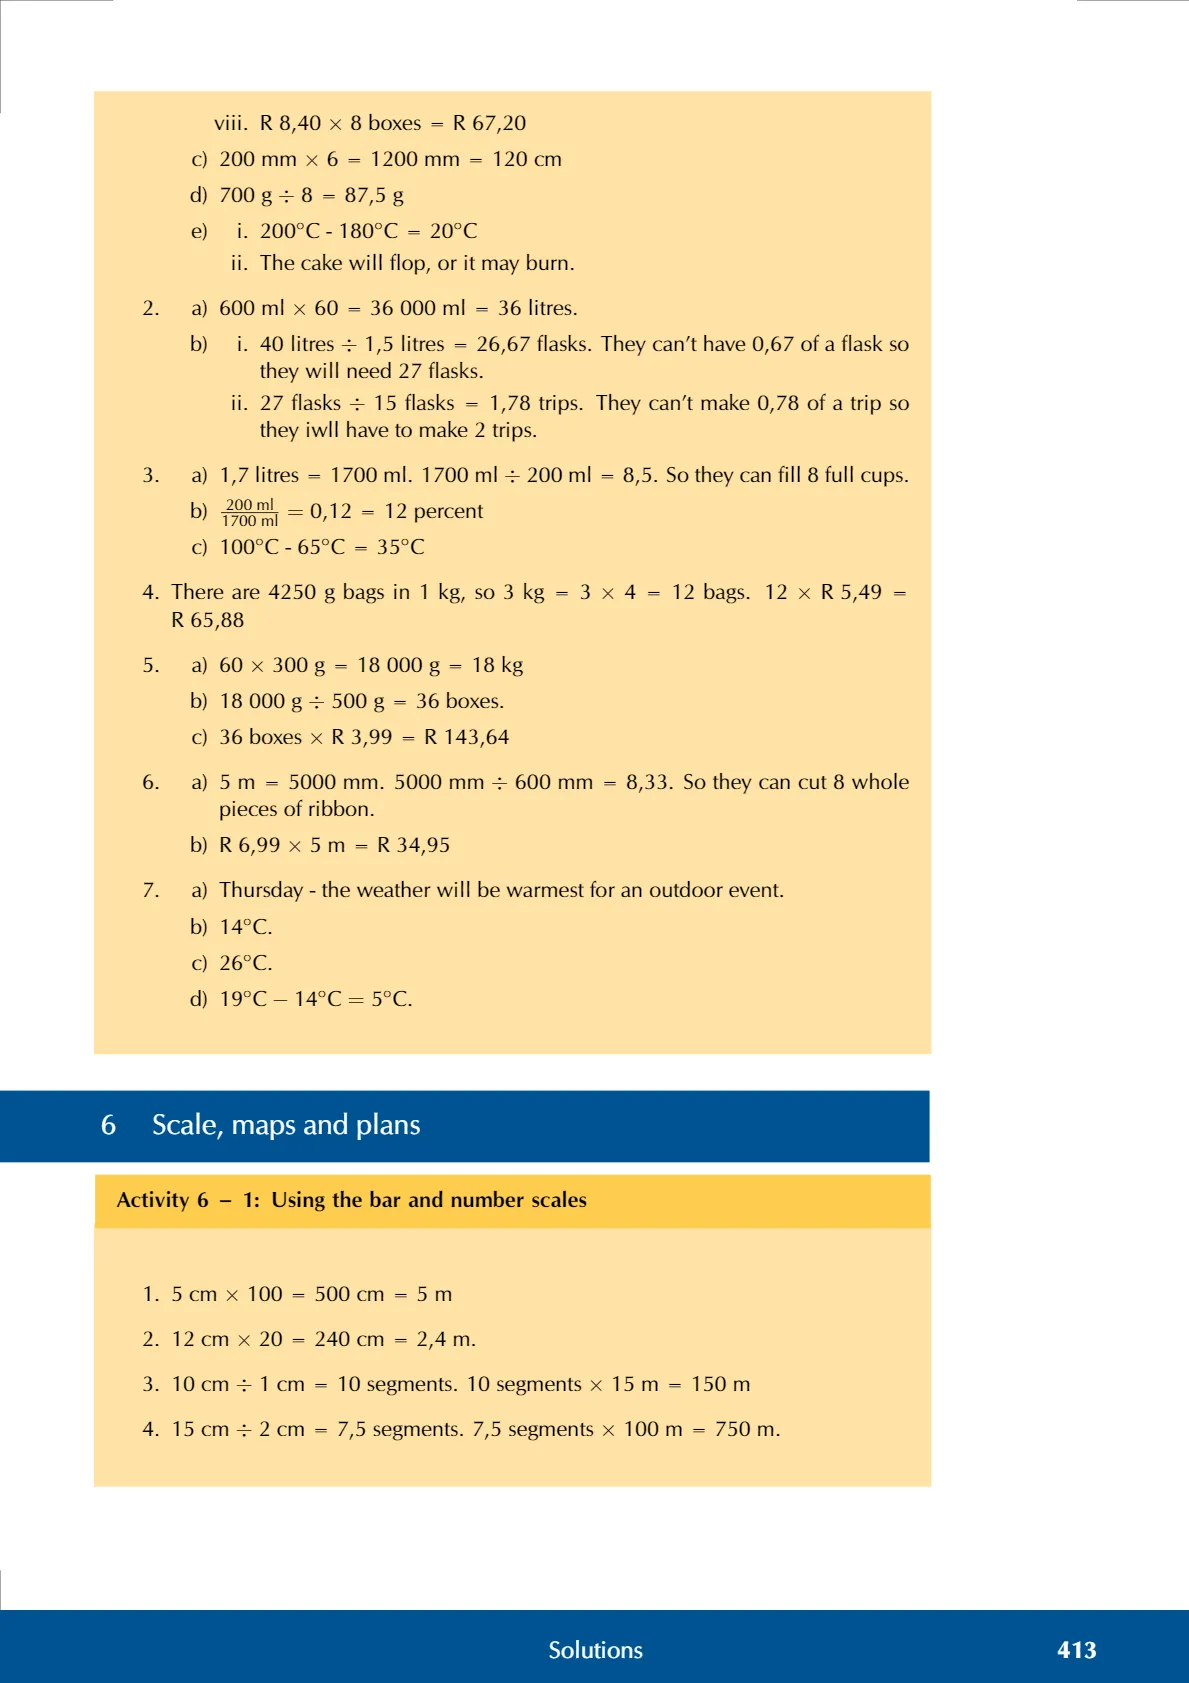 viii. R 8,40 × 8 boxes = R 67,20
c) 200 mm × 6 = 1200 mm = 120 cm
d) 700 g ÷ 8 = 87,5 g
e) i. 200°C - 180°C = 20°C
ii. The cake will flop, or it may burn.
2. a) 600 ml × 60 = 36 000 ml = 36 litres.
b) i. 40 litres ÷ 1,5 litres = 26,67 flasks. They can't have 0,67 of a flask so
they will need 27 flasks.
ii. 27 flasks ÷ 15 flasks = 1,78 trips. They can't make 0,78 of a trip so
they iwll have to make 2 trips.
3. a) 1,7 litres = 1700 ml. 1700 ml ÷ 200 ml = 8,5. So they can fill 8 full cups.
b) 200 ml/1700 ml = 0,12 = 12 percent
c) 100°C - 65°C = 35°C
4. There are 4250 g bags in 1 kg, so 3 kg = 3 × 4 = 12 bags. 12 × R 5,49 =
R 65,88
5. a) 60 × 300 g = 18 000 g = 18 kg
b) 18 000 g ÷ 500 g = 36 boxes.
c) 36 boxes × R 3,99 = R 143,64
6. a) 5 m = 5000 mm. 5000 mm ÷ 600 mm = 8,33. So they can cut 8 whole
pieces of ribbon.
b) R 6,99 × 5 m = R 34,95
7. a) Thursday - the weather will be warmest for an outdoor event.
b) 14°C.
c) 26°C.
d) 19°C − 14°C = 5°C.
6 Scale, maps and plans
Activity 6 – 1: Using the bar and number scales
1. 5 cm × 100 = 500 cm = 5 m
2. 12 cm × 20 = 240 cm = 2,4 m.
3. 10 cm ÷ 1 cm = 10 segments. 10 segments × 15 m = 150 m
4. 15 cm ÷ 2 cm = 7,5 segments. 7,5 segments × 100 m = 750 m.
Solutions 413